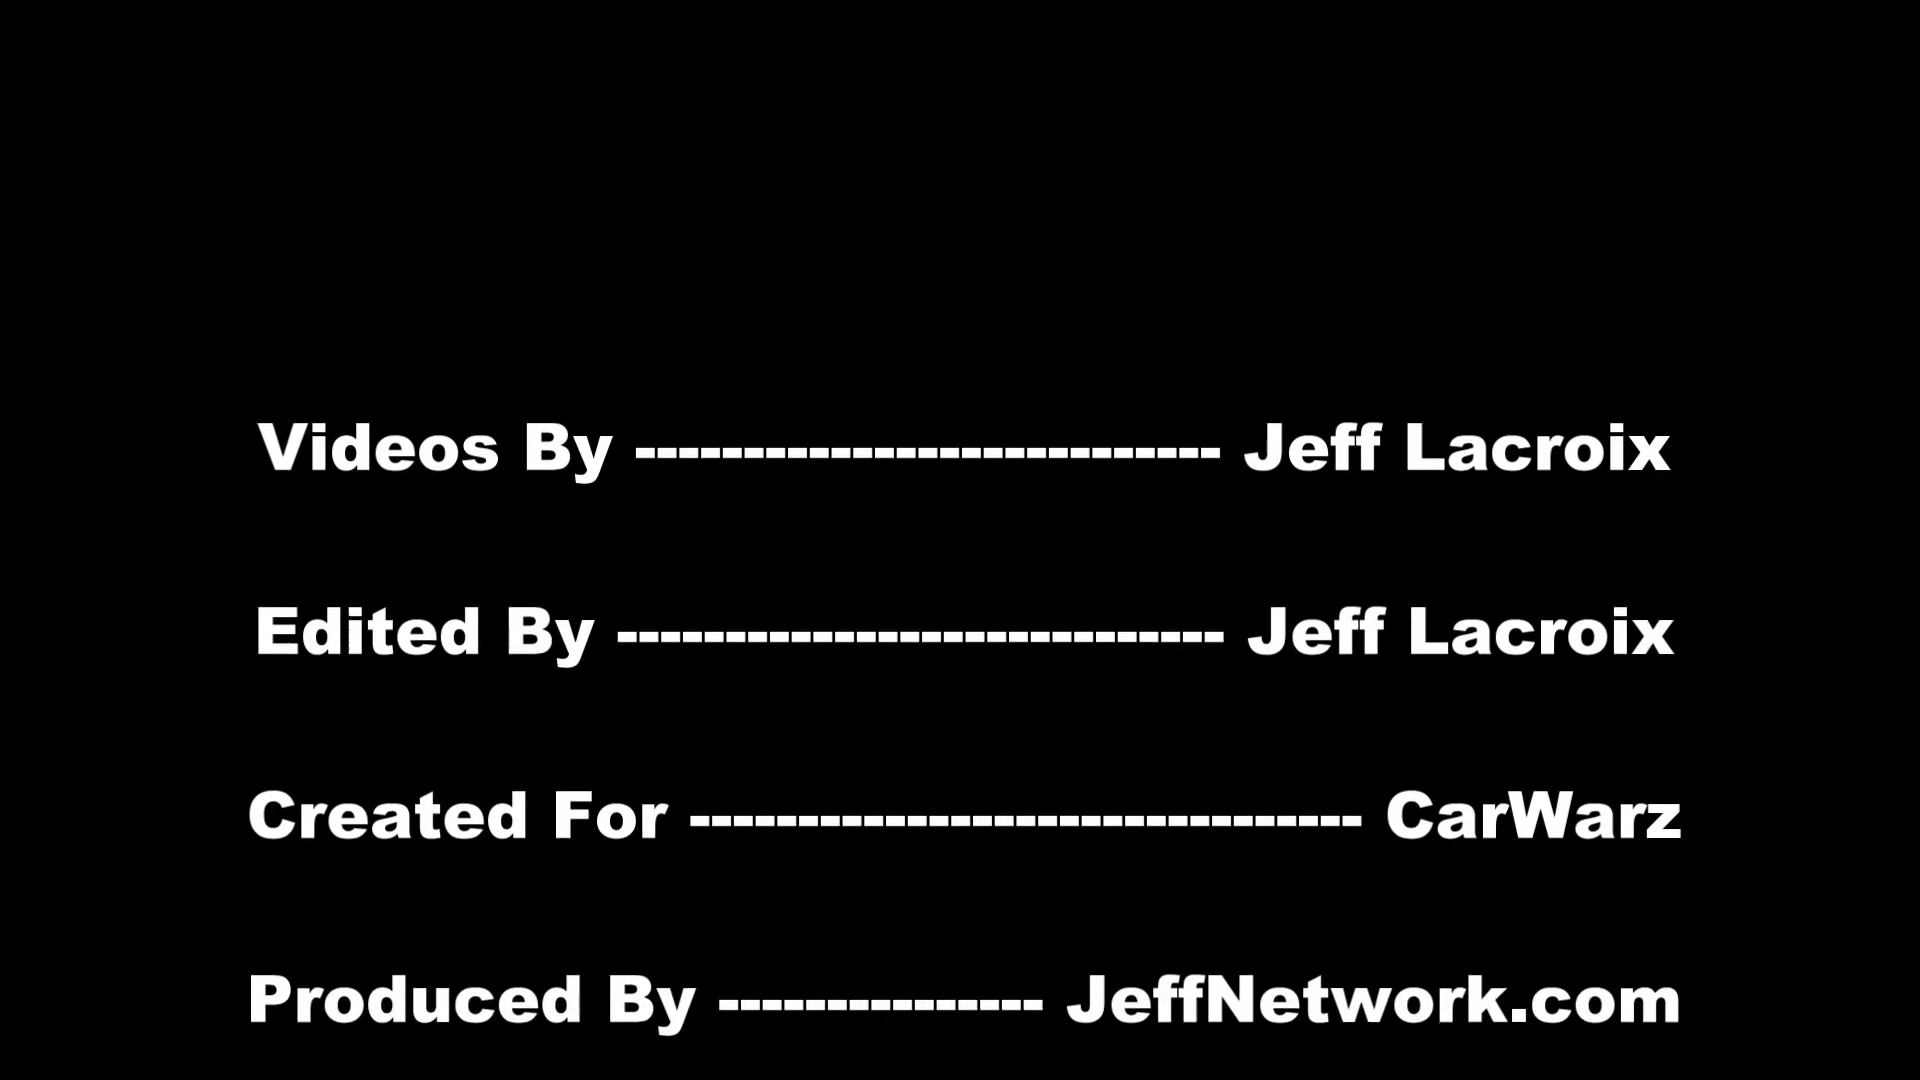 Videos By --------------------------- Jeff Lacroix
Edited By ---------------------------- Jeff Lacroix
Created For ------------------------------- CarWarz
Produced By --------------- JeffNetwork.com